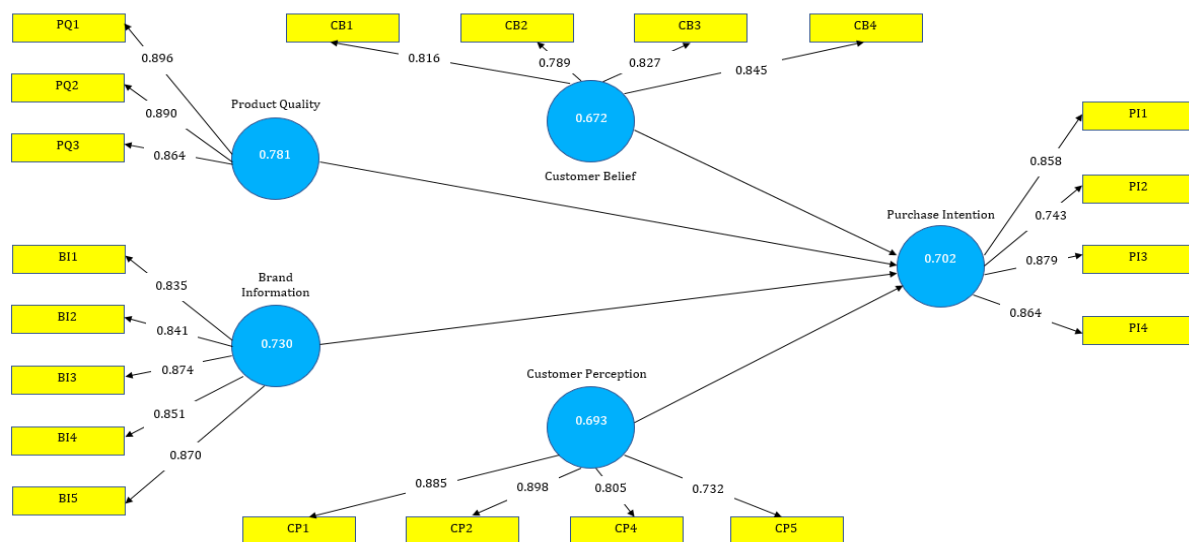 PQ1
CB1
CB2
CB3
CB4
0.896
0.816
0.789
0.827
0.845
PQ2
0.890
Product Quality
PQ3
0.864
0.781
0.672
Customer Belief
PI1
0.858
PI2
0.743
Purchase Intention
0.702
PI3
0.879
0.864
PI4
BI1
0.835
Brand
Information
BI2
0.841
0.730
BI3
0.874
BI4
0.851
0.870
BI5
Customer Perception
0.693
0.885
0.898
0.805
0.732
CP1
CP2
CP4
CP5